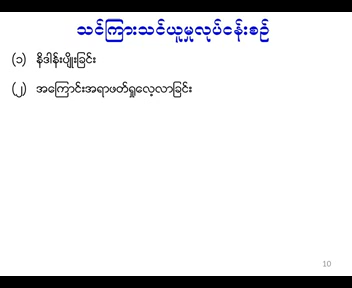 သင်ကြားသင်ယူမှုလုပ်ငန်းစဉ်
(၁) နိဒါန်းပျိုးခြင်း
(၂) အကြောင်းအရာဖတ်ရှုလေ့လာခြင်း
10